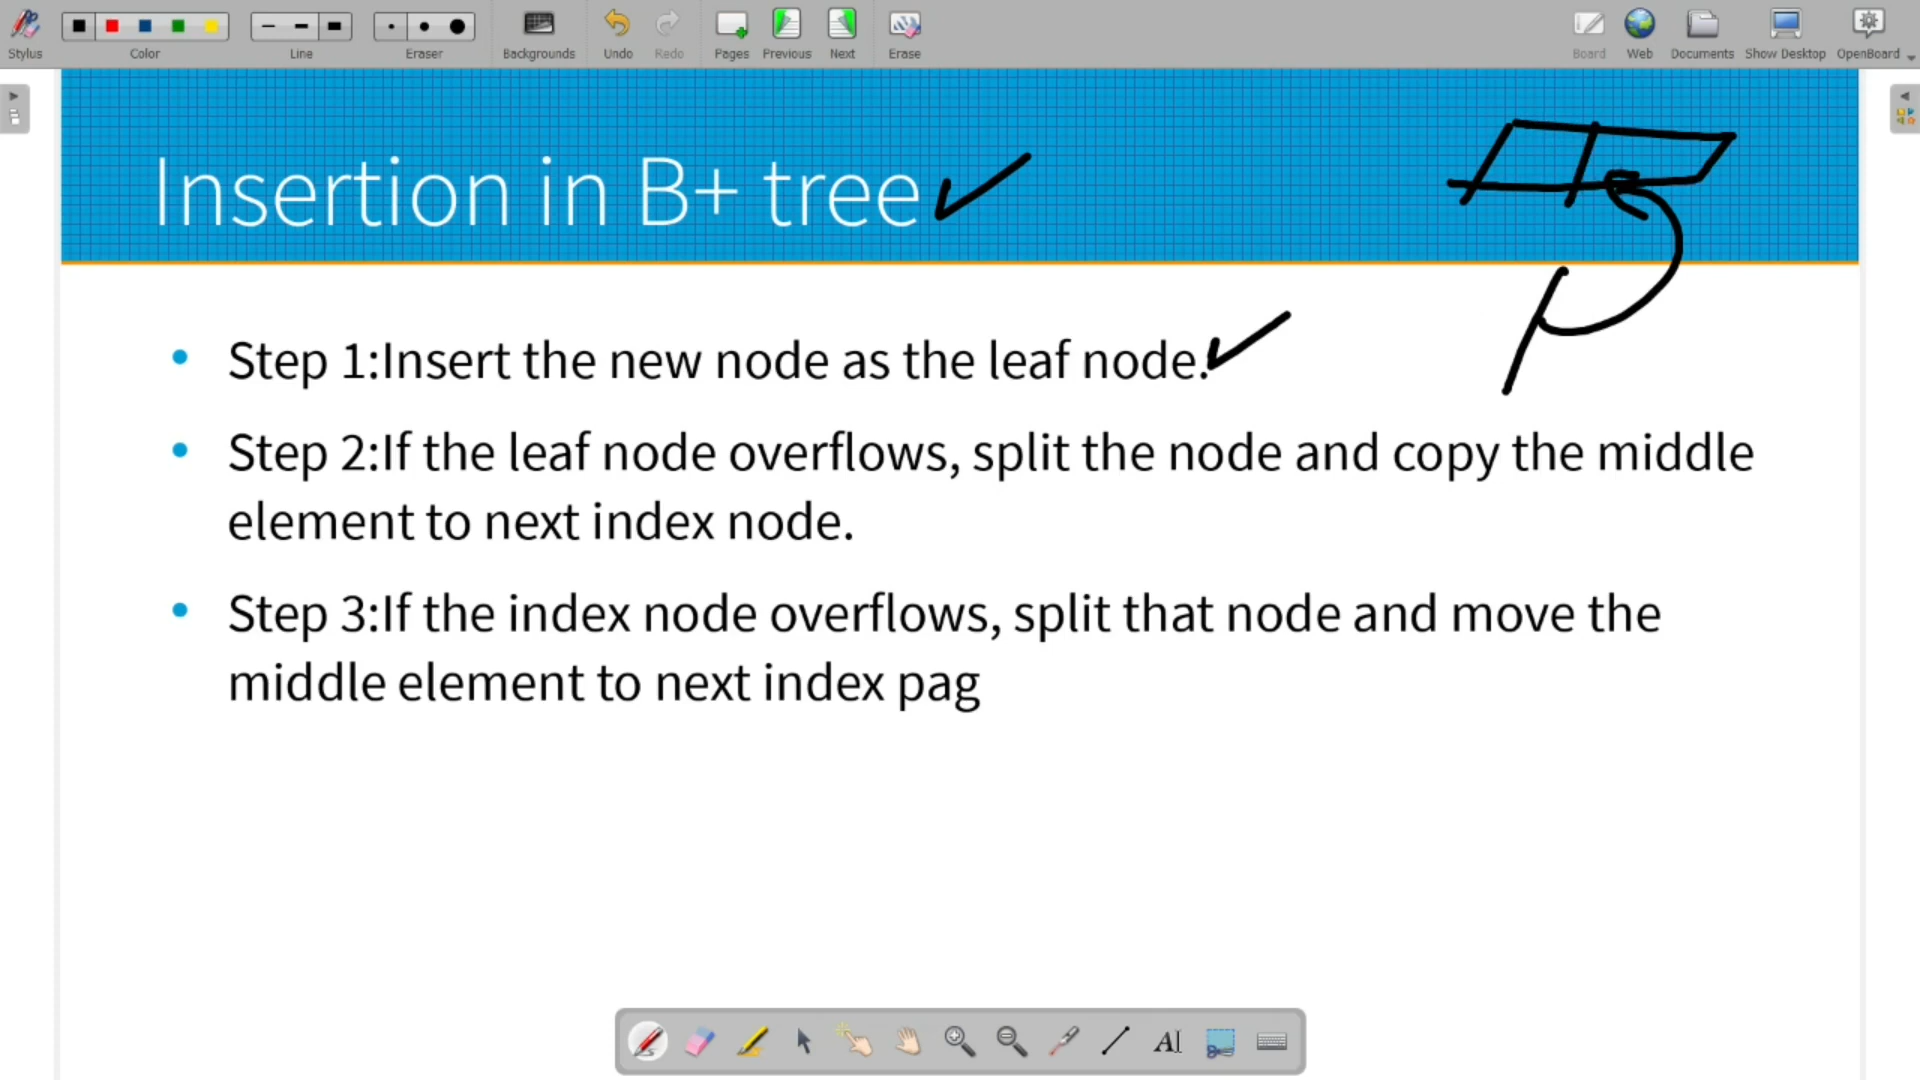 Stylus Color Line Eraser Backgrounds Undo Redo Pages Previous Next Erase Board Web Documents Show Desktop OpenBoard
Insertion in B+ tree
• Step 1:Insert the new node as the leaf node.
• Step 2:If the leaf node overflows, split the node and copy the middle
element to next index node.
• Step 3:If the index node overflows, split that node and move the
middle element to next index pag
AI